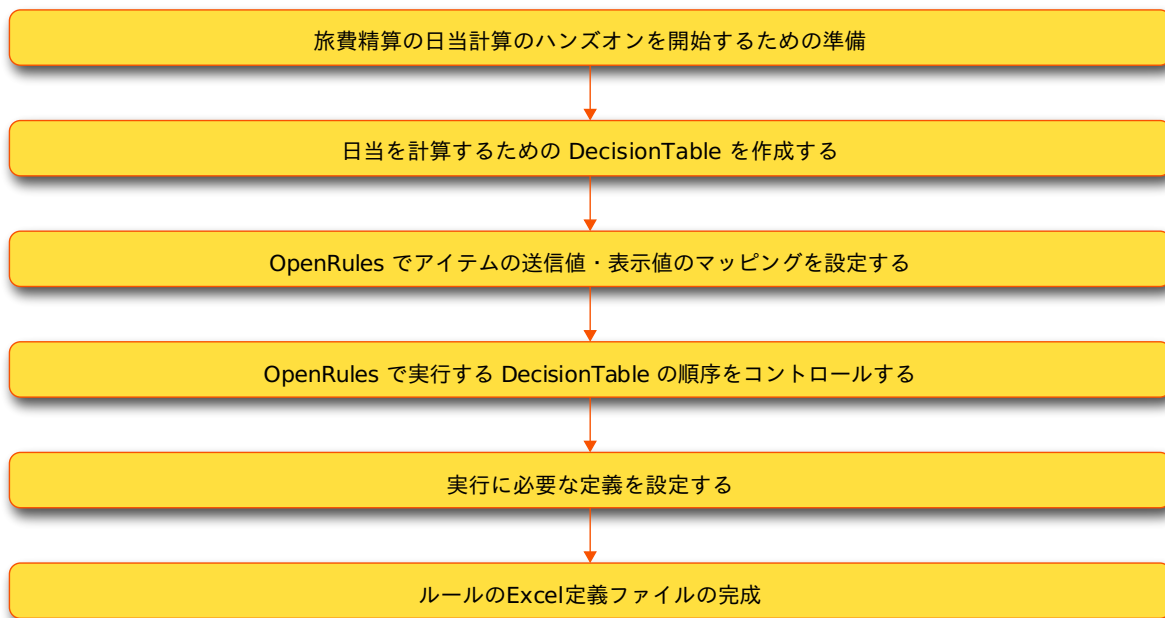 旅費精算の日当計算のハンズオンを開始するための準備
日当を計算するための DecisionTable を作成する
OpenRules でアイテムの送信値・表示値のマッピングを設定する
OpenRules で実行する DecisionTable の順序をコントロールする
実行に必要な定義を設定する
ルールのExcel定義ファイルの完成